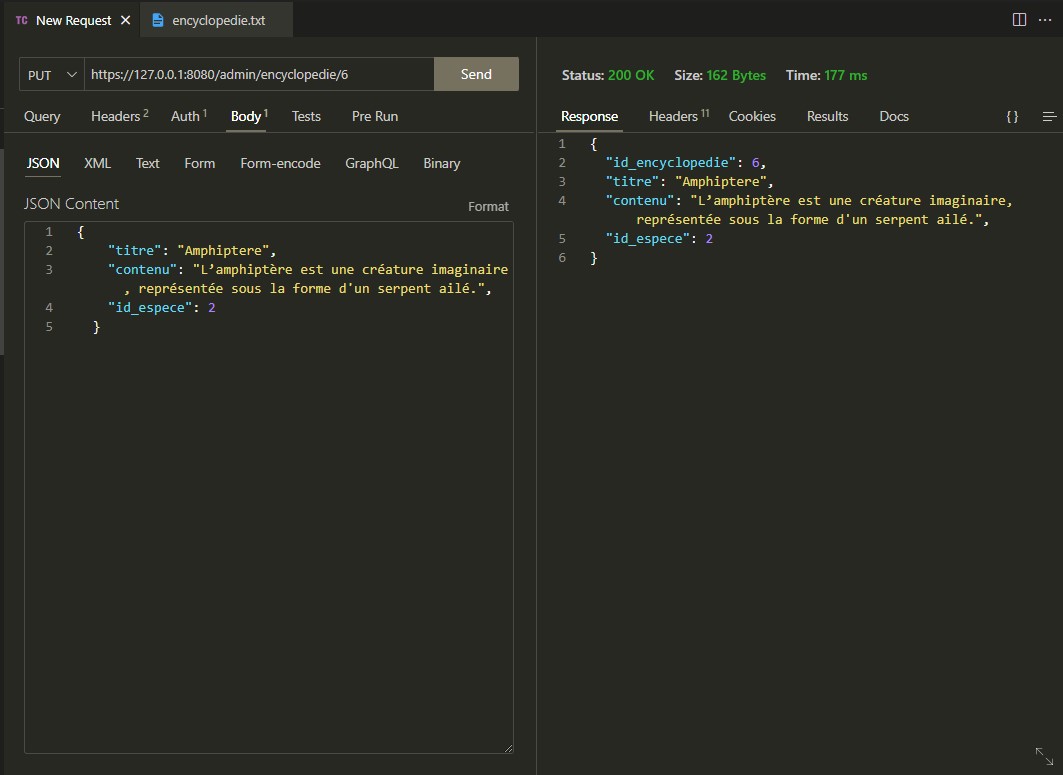 TC New Request × encyclopedie.txt
PUT https://127.0.0.1:8080/admin/encyclopedie/6 Send
Query Headers 2 Auth 1 Body 1 Tests Pre Run
JSON XML Text Form Form-encode GraphQL Binary
JSON Content Format
1 {
2 "titre": "Amphiptere",
3 "contenu": "L’amphiptère est une créature imaginaire
, représentée sous la forme d'un serpent ailé.",
4 "id_espece": 2
5 }
Status: 200 OK Size: 162 Bytes Time: 177 ms
Response Headers 11 Cookies Results Docs {}
1 {
2 "id_encyclopedie": 6,
3 "titre": "Amphiptere",
4 "contenu": "L’amphiptère est une créature imaginaire,
représentée sous la forme d'un serpent ailé.",
5 "id_espece": 2
6 }